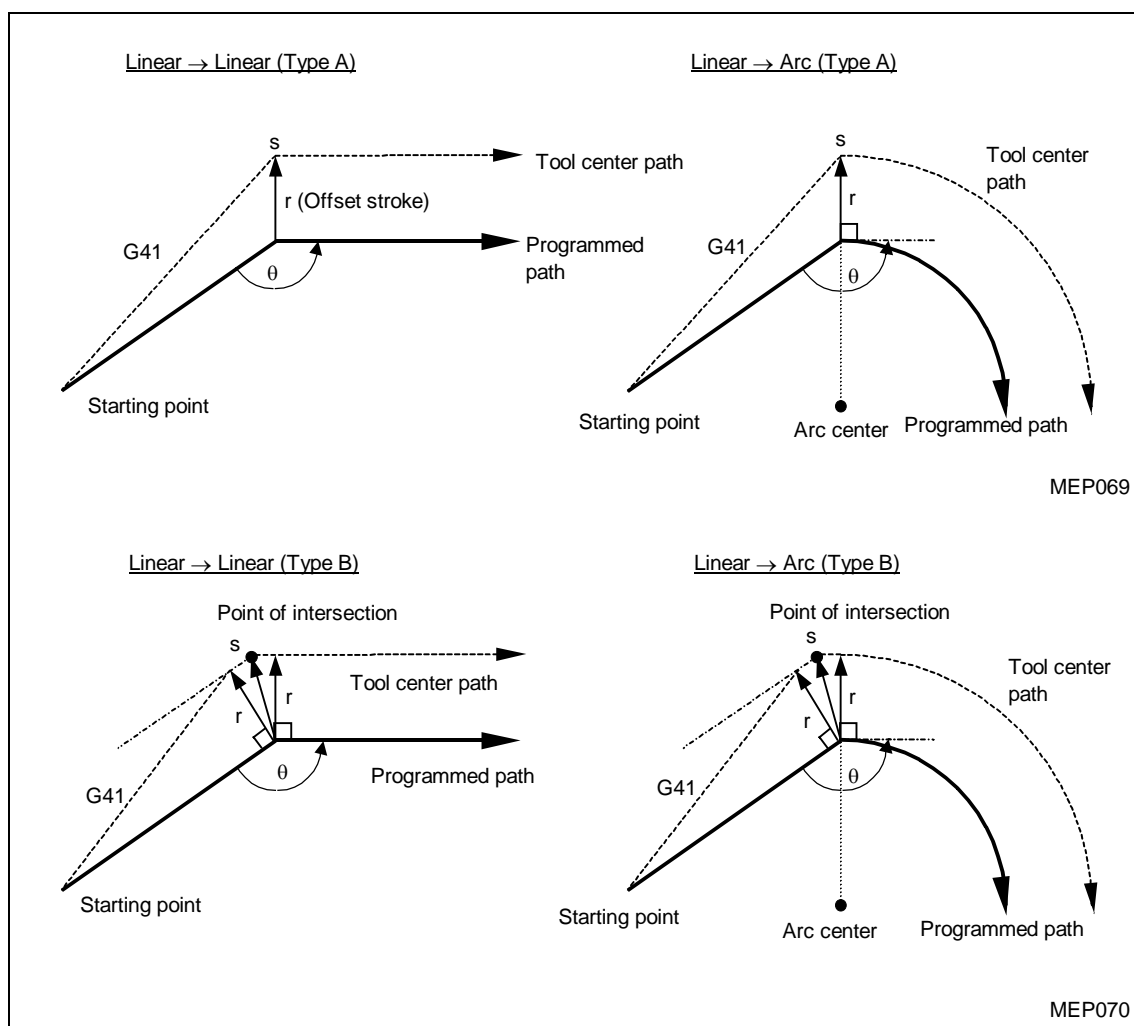 Linear → Linear (Type A)
s
Tool center path
r (Offset stroke)
G41
Programmed
path
θ
Starting point
Linear → Arc (Type A)
s
Tool center
path
r
G41
θ
Starting point
Arc center
Programmed path
MEP069
Linear → Linear (Type B)
Point of intersection
s
Tool center path
r
r
G41
Programmed path
θ
Starting point
Linear → Arc (Type B)
Point of intersection
s
Tool center
path
r
r
G41
θ
Starting point
Arc center
Programmed path
MEP070